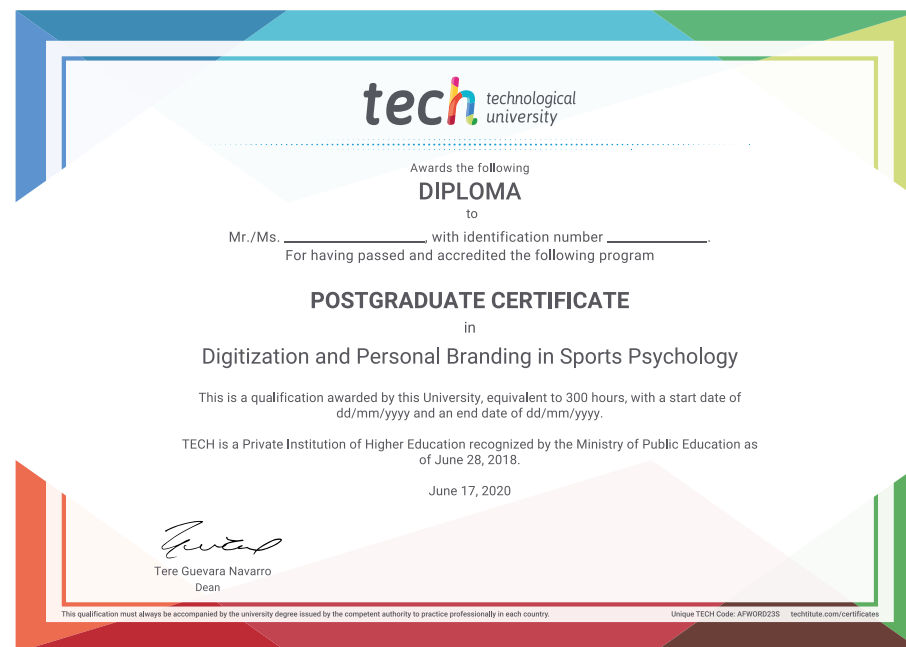 tech technological
university
Awards the following
DIPLOMA
to
Mr./Ms. ____________, with identification number ____________.
For having passed and accredited the following program
POSTGRADUATE CERTIFICATE
in
Digitization and Personal Branding in Sports Psychology
This is a qualification awarded by this University, equivalent to 300 hours, with a start date of
dd/mm/yyyy and an end date of dd/mm/yyyy.
TECH is a Private Institution of Higher Education recognized by the Ministry of Public Education as
of June 28, 2018.
June 17, 2020
Tere Guevara Navarro
Dean
This qualification must always be accompanied by the university degree issued by the competent authority to practice professionally in each country.
Unique TECH Code: AFWORD23S techtitute.com/certificates